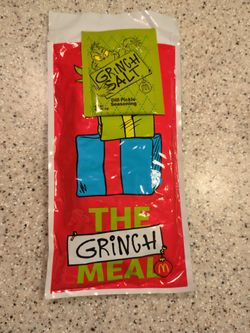 GRINCH
SALT
Dill Pickle
Seasoning
THE
GRINCH
MEAL